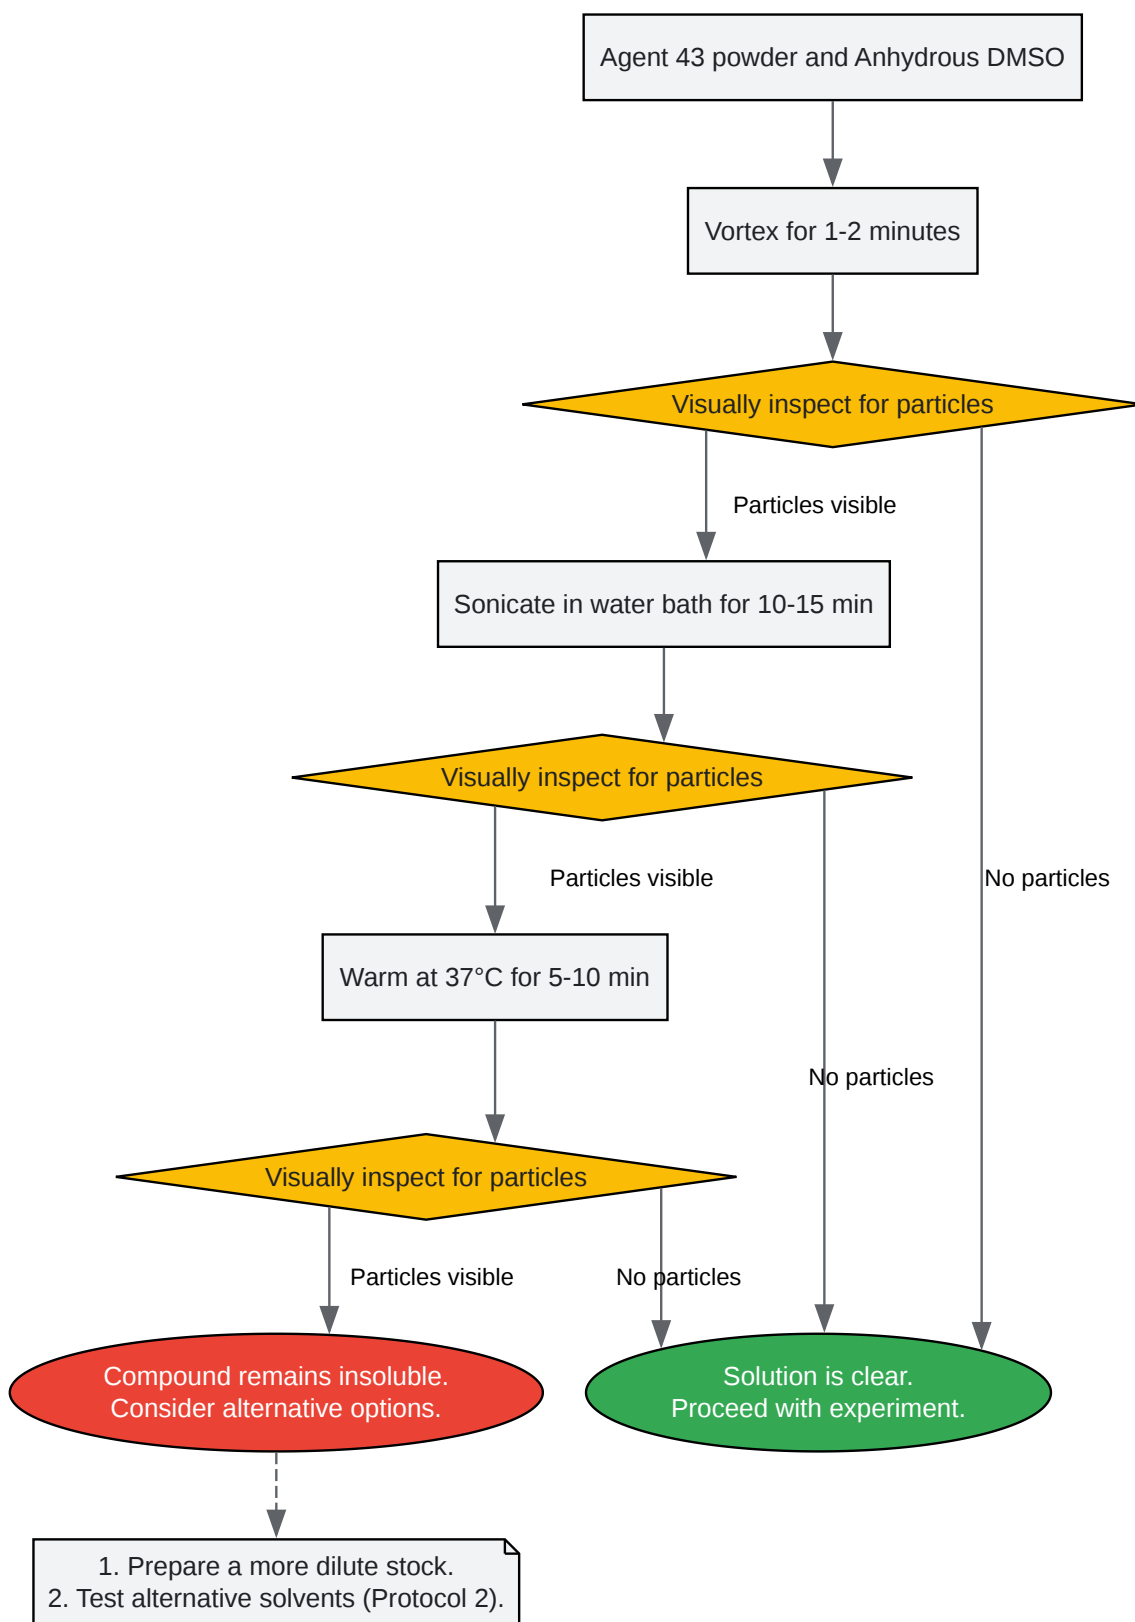 Agent 43 powder and Anhydrous DMSO
Vortex for 1-2 minutes
Visually inspect for particles
Particles visible
Sonicate in water bath for 10-15 min
Visually inspect for particles
Particles visible
No particles
Warm at 37°C for 5-10 min
No particles
Visually inspect for particles
Particles visible
No particles
Compound remains insoluble.
Consider alternative options.
Solution is clear.
Proceed with experiment.
1. Prepare a more dilute stock.
2. Test alternative solvents (Protocol 2).